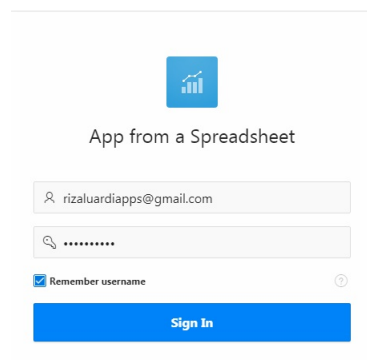 App from a Spreadsheet
rizaluardiapps@gmail.com
••••••••••
Remember username
?
Sign In